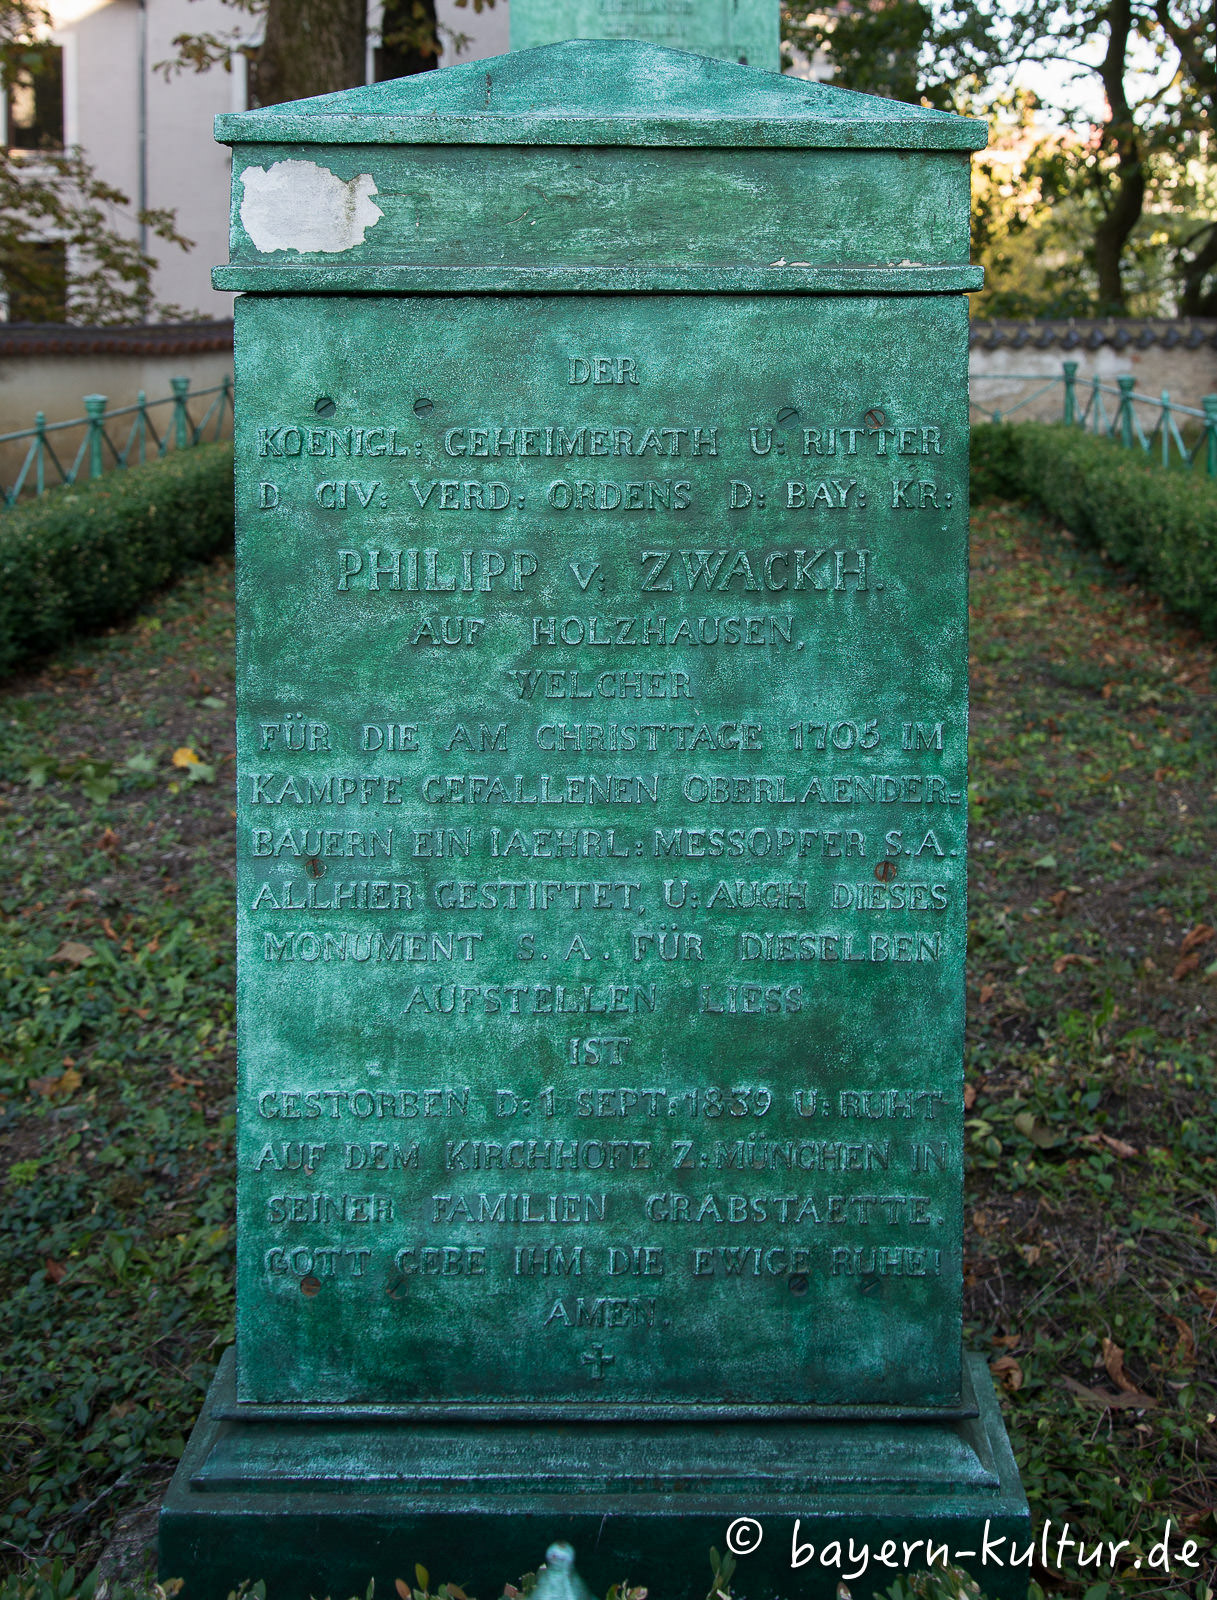 DER
KOENIGL: GEHEIMERATH U: RITTER
D CIV: VERD: ORDENS D: BAY: KR:
PHILIPP v: ZWACKH.
AUF HOLZHAUSEN,
WELCHER
FÜR DIE AM CHRISTTAGE 1705 IM
KAMPFE GEFALLENEN OBERLAENDER=
BAUERN EIN IAEHRL: MESSOPFER S.A.
ALLHIER GESTIFTET, U: AUCH DIESES
MONUMENT S. A. FÜR DIESELBEN
AUFSTELLEN LIESS
IST
GESTORBEN D: 1 SEPT: 1839 U: RUHT
AUF DEM KIRCHHOFE Z: MÜNCHEN IN
SEINER FAMILIEN GRABSTAETTE.
GOTT GEBE IHM DIE EWIGE RUHE!
AMEN.
© bayern-kultur.de